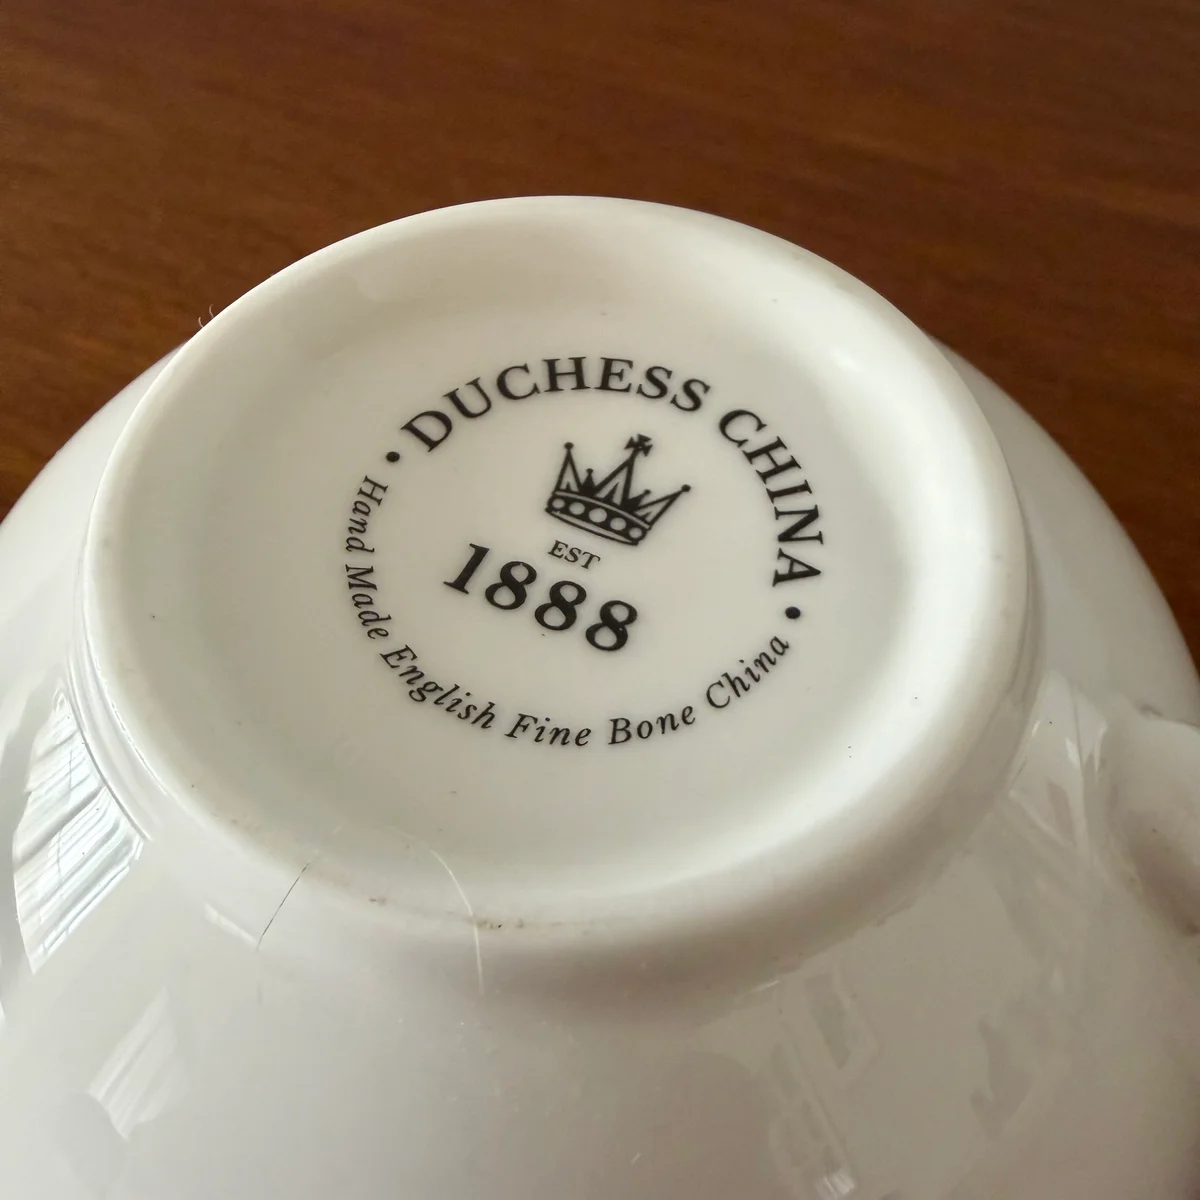 DUCHESS CHINA
EST
1888
Hand Made English Fine Bone China